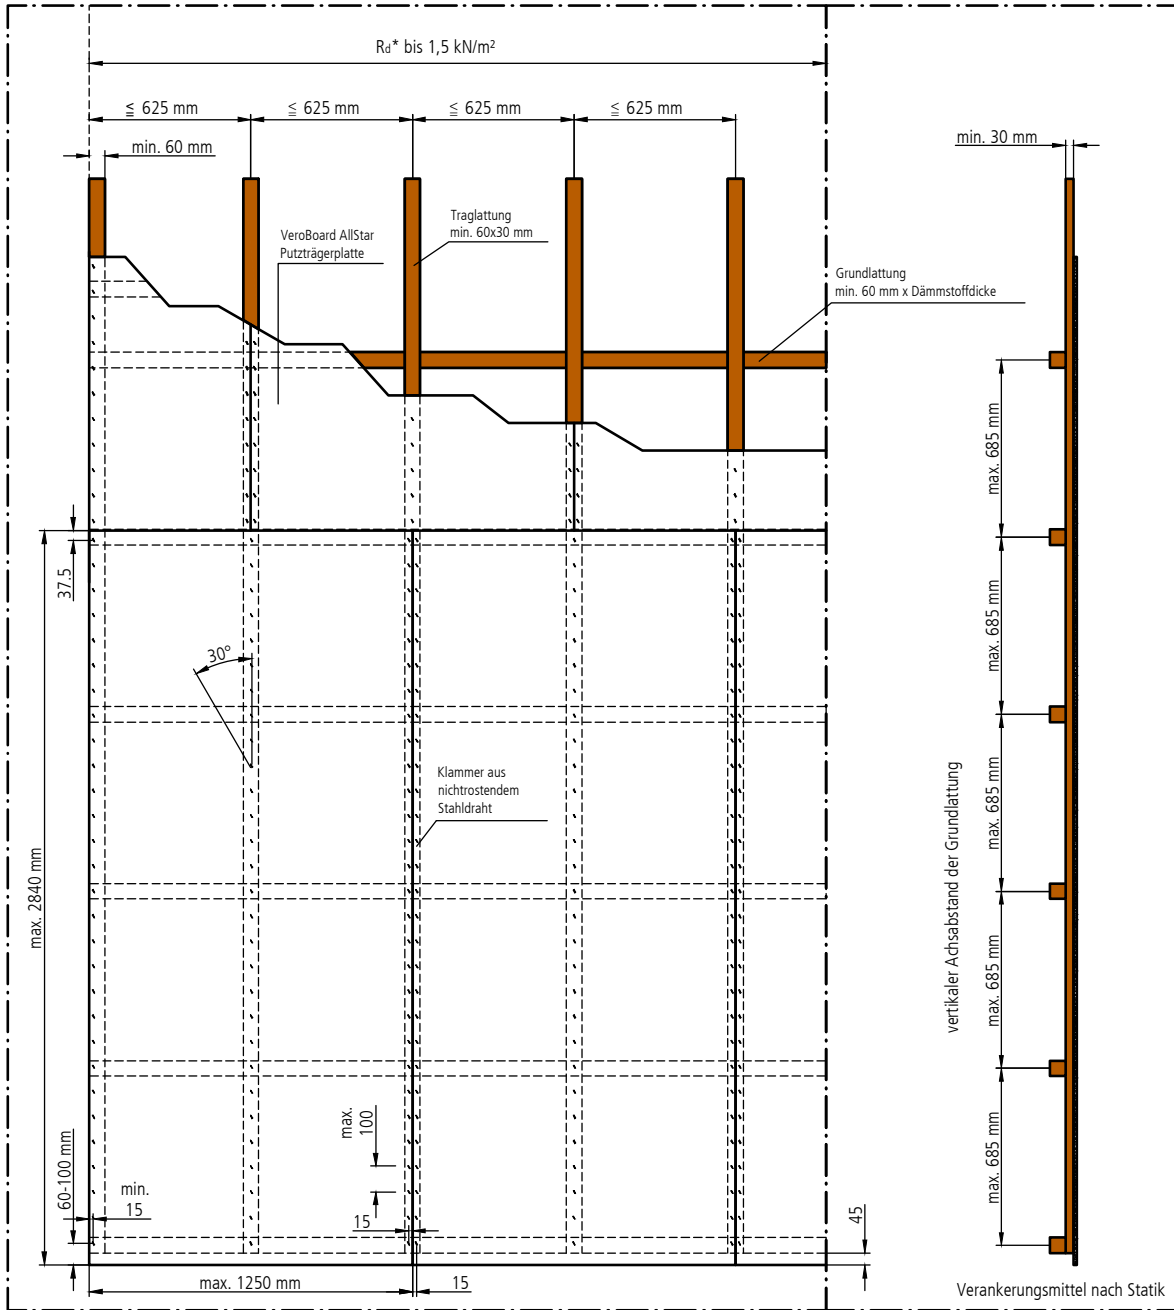 Rd* bis 1,5 kN/m²
≦ 625 mm
≦ 625 mm
≦ 625 mm
≦ 625 mm
min. 60 mm
min. 30 mm
VeroBoard AllStar
Putzträgerplatte
Traglattung
min. 60x30 mm
Grundlattung
min. 60 mm x Dämmstoffdicke
max. 685 mm
37.5
max. 685 mm
30°
Klammer aus
nichtrostendem
Stahldraht
max. 685 mm
vertikaler Achsabstand der Grundlattung
max. 2840 mm
max. 685 mm
max.
100
60-100 mm
min.
15
15
max. 685 mm
45
max. 1250 mm
15
Verankerungsmittel nach Statik